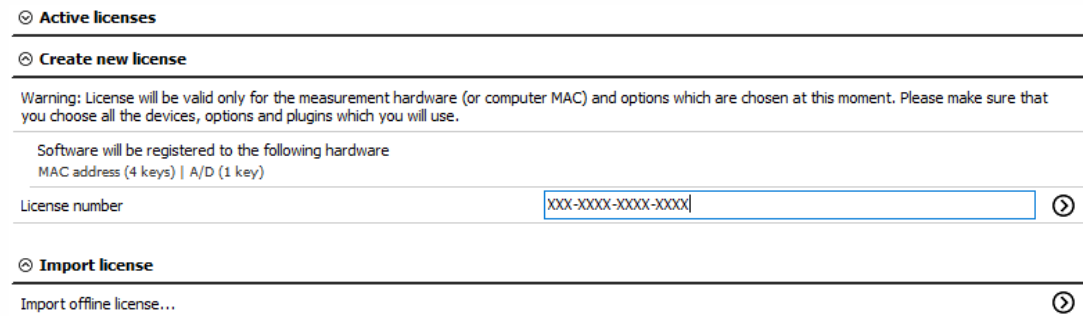 Active licenses
Create new license
Warning: License will be valid only for the measurement hardware (or computer MAC) and options which are chosen at this moment. Please make sure that
you choose all the devices, options and plugins which you will use.
Software will be registered to the following hardware
MAC address (4 keys) | A/D (1 key)
License number XXX-XXXX-XXXX-XXXX
Import license
Import offline license...